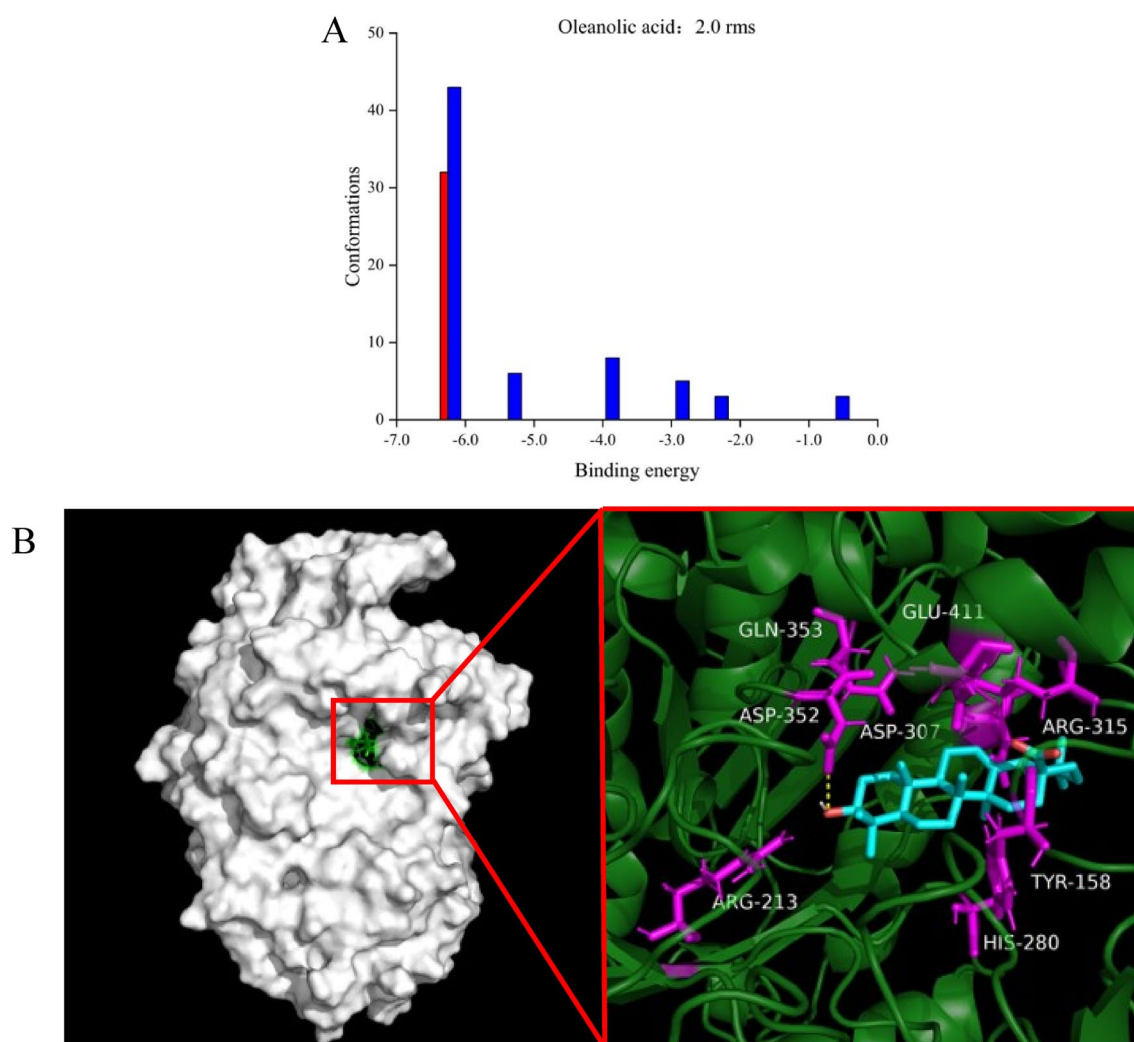 A
Oleanolic acid：2.0 rms
50
40
30
20
10
0
Conformations
-7.0 -6.0 -5.0 -4.0 -3.0 -2.0 -1.0 0.0
Binding energy
B
GLN-353
GLU-411
ASP-352
ASP-307
ARG-315
ARG-213
TYR-158
HIS-280